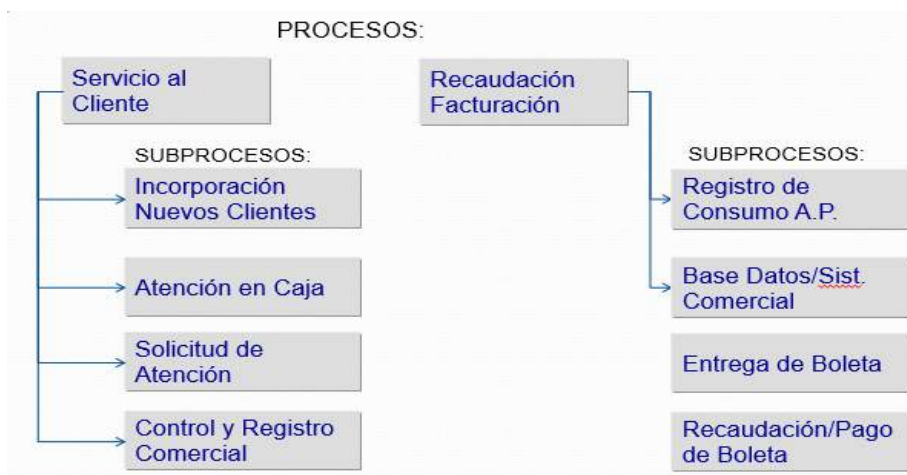 PROCESOS:
Servicio al
Cliente
Recaudación
Facturación
SUBPROCESOS:
Incorporación
Nuevos Clientes
Atención en Caja
Solicitud de
Atención
Control y Registro
Comercial
SUBPROCESOS:
Registro de
Consumo A.P.
Base Datos/Sist.
Comercial
Entrega de Boleta
Recaudación/Pago
de Boleta